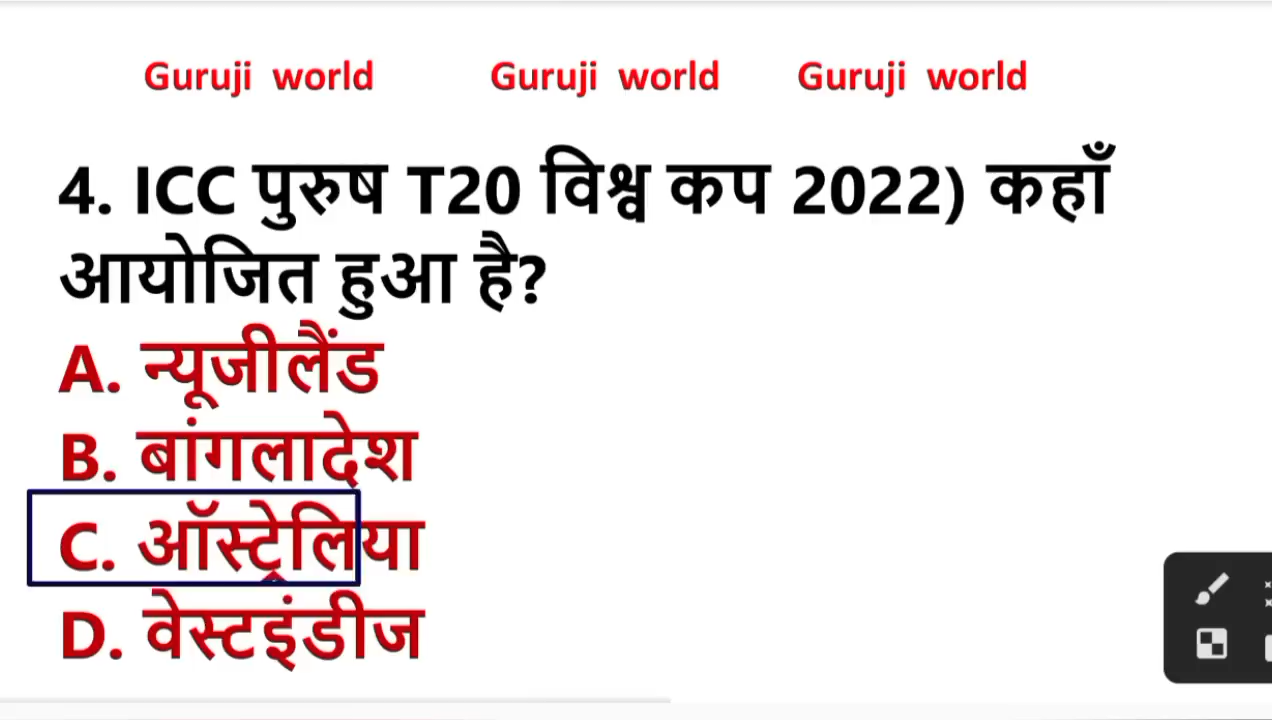 Guruji world Guruji world Guruji world
4. ICC पुरुष T20 विश्व कप 2022) कहाँ
आयोजित हुआ है?
A. न्यूजीलैंड
B. बांगलादेश
C. ऑस्ट्रेलिया
D. वेस्टइंडीज